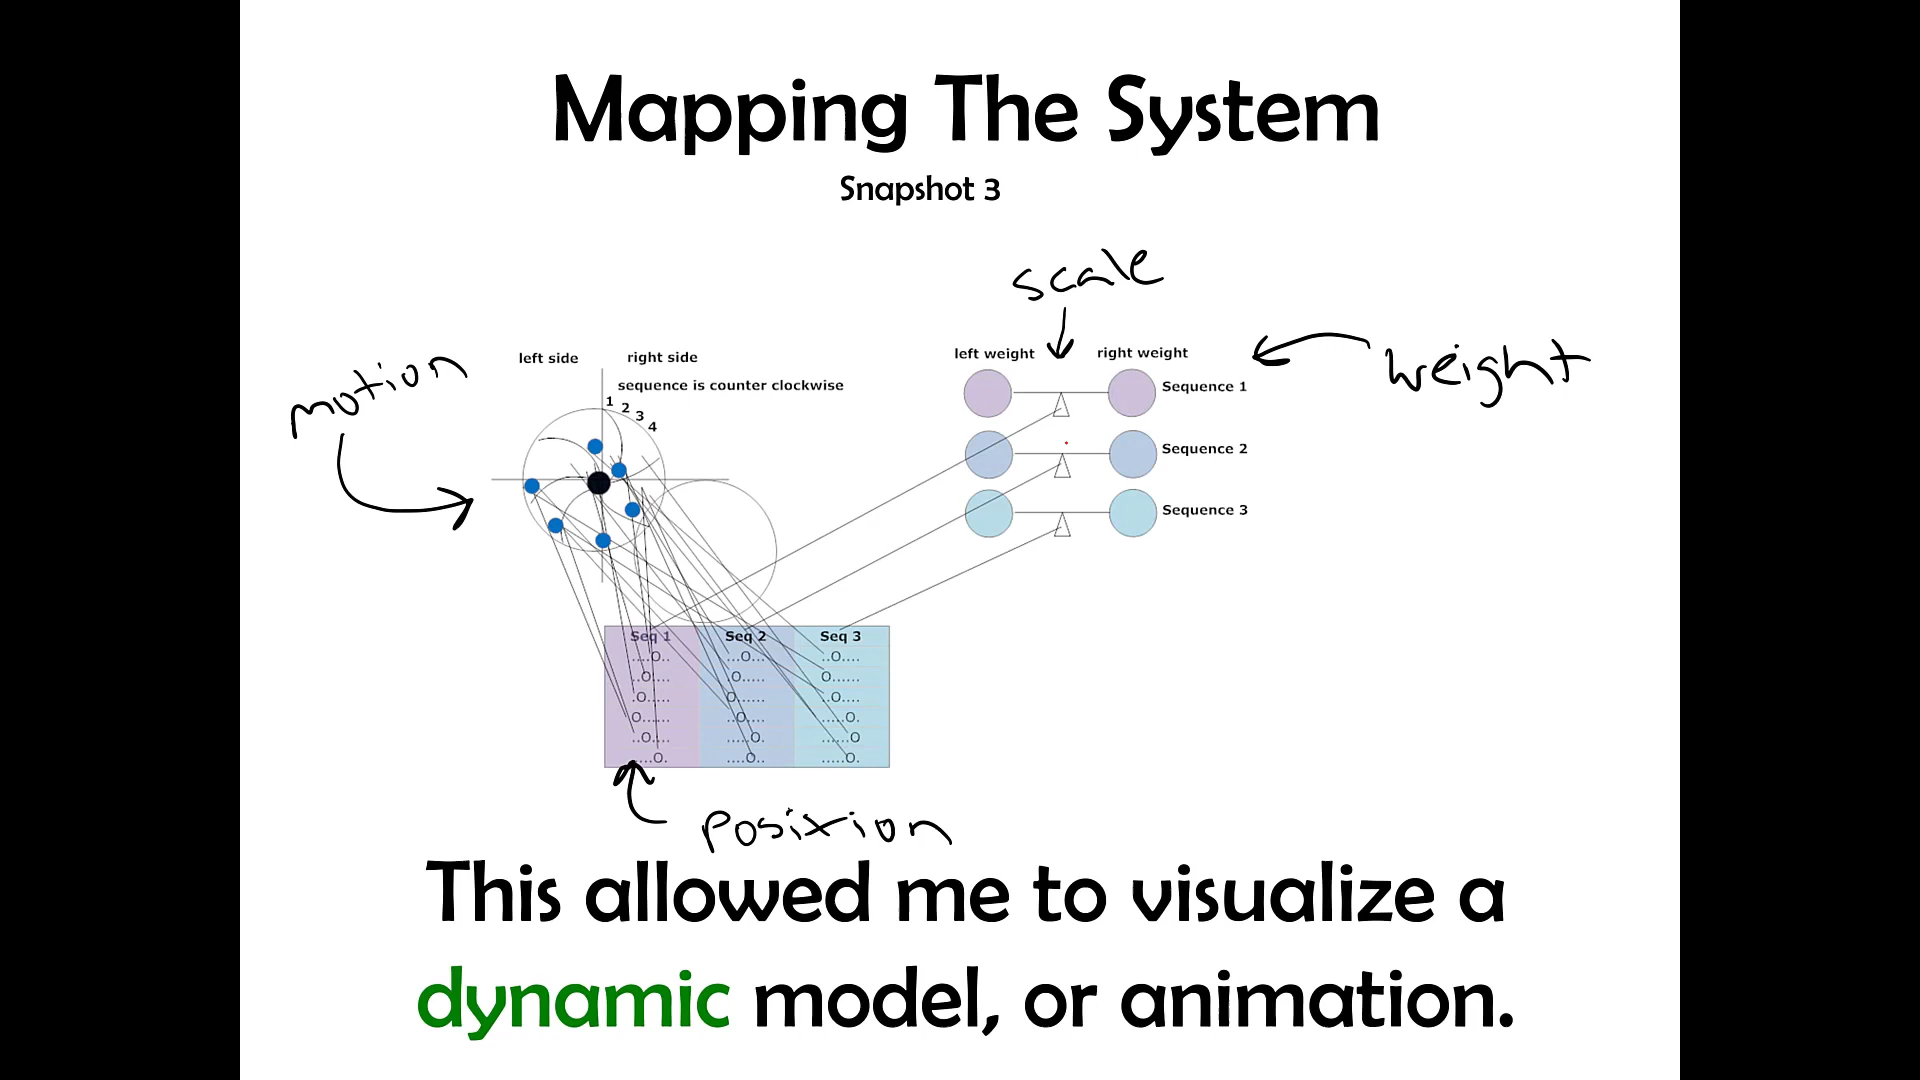 Mapping The System
Snapshot 3
scale
motion
weight
left side
right side
sequence is counter clockwise
1
2
3
4
left weight
right weight
Sequence 1
Sequence 2
Sequence 3
Seq 1 Seq 2 Seq 3
....O.. ...O... ..O....
..O.... .O..... O......
.O..... O...... ..O....
O...... ..O.... .....O.
..O.... .....O. ......O
.....O. ....O.. .....O.
Posixion
This allowed me to visualize a
dynamic model, or animation.